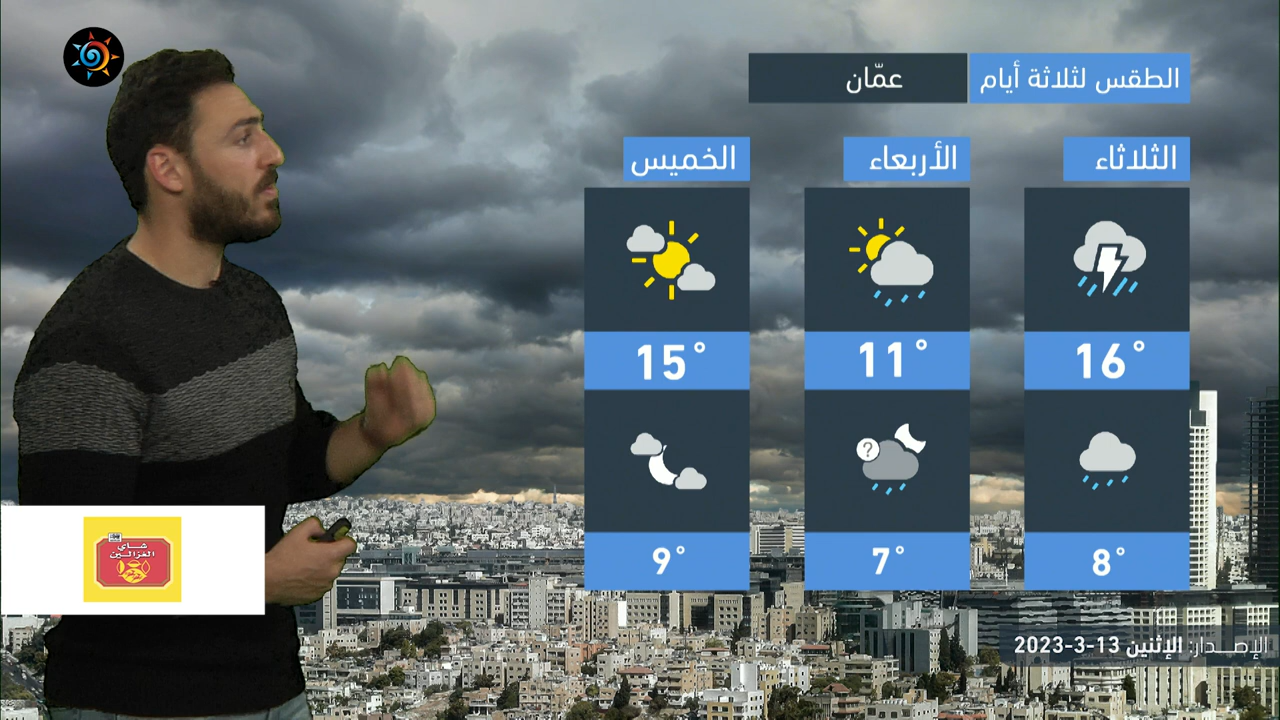 الطقس لثلاثة أيام
عمّان
الثلاثاء
الأربعاء
الخميس
16°
11°
15°
?
8°
7°
9°
شاي
الغزالين
الإصـدار: الإثنين 13-3-2023